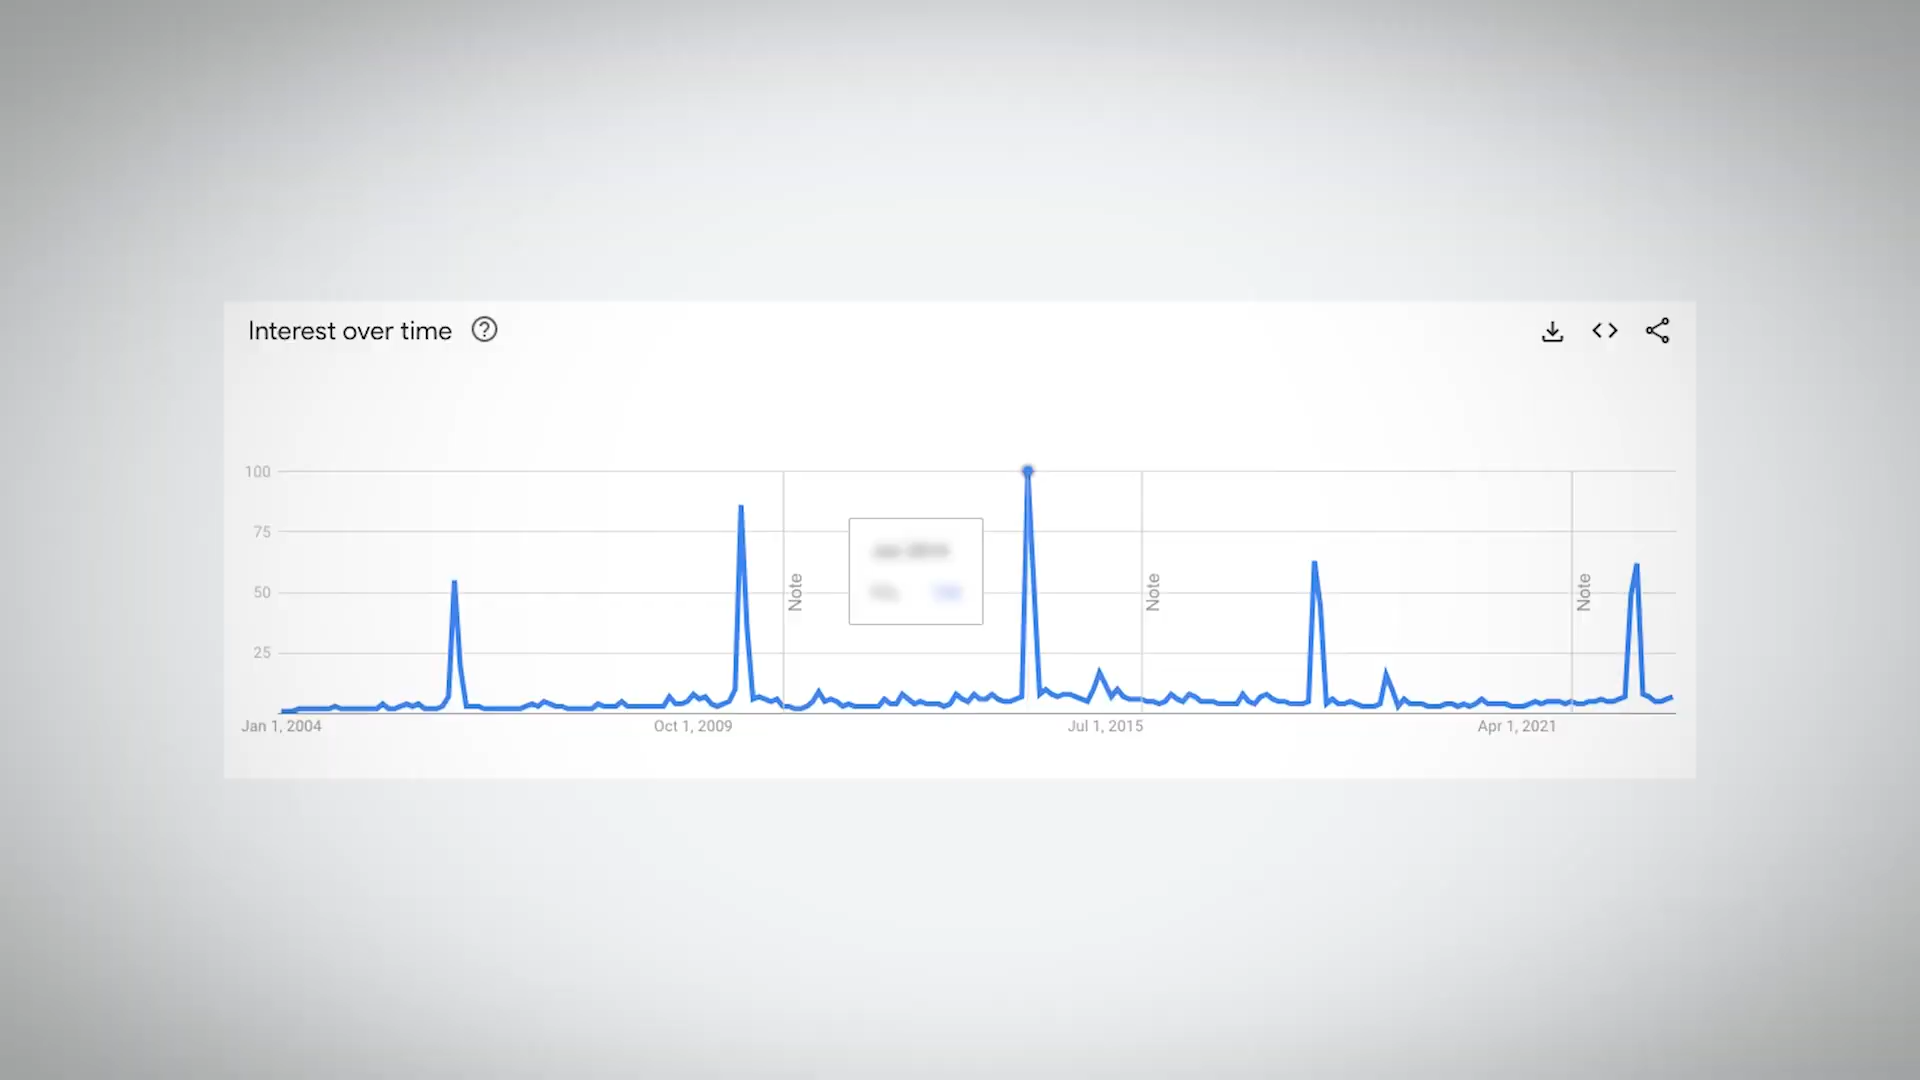 Interest over time
100
75
50
25
Note
Note
Note
Jan 1, 2004
Oct 1, 2009
Jul 1, 2015
Apr 1, 2021